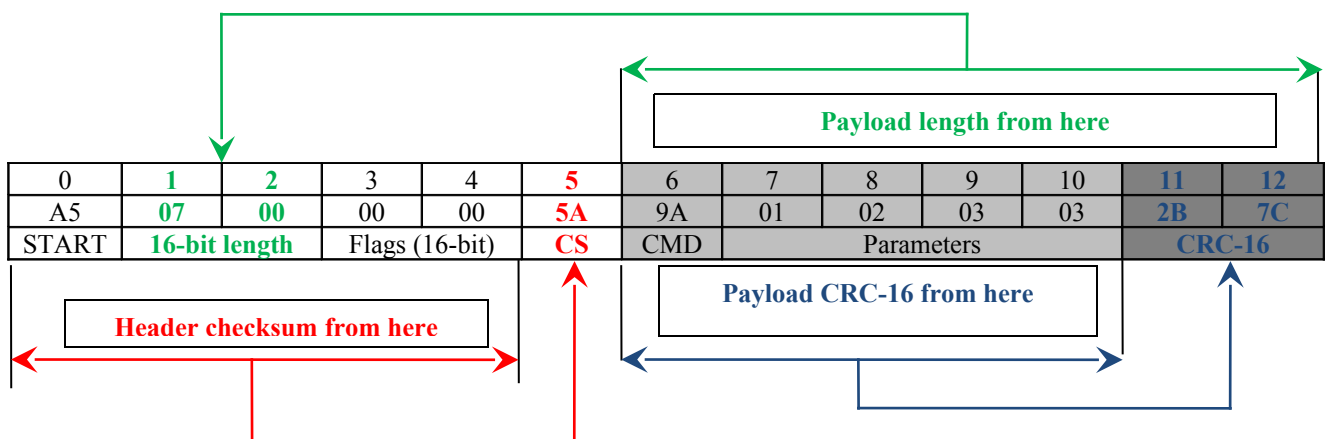 Payload length from here
0 1 2 3 4 5 6 7 8 9 10 11 12
A5 07 00 00 00 5A 9A 01 02 03 03 2B 7C
START 16-bit length Flags (16-bit) CS CMD Parameters CRC-16
Payload CRC-16 from here
Header checksum from here